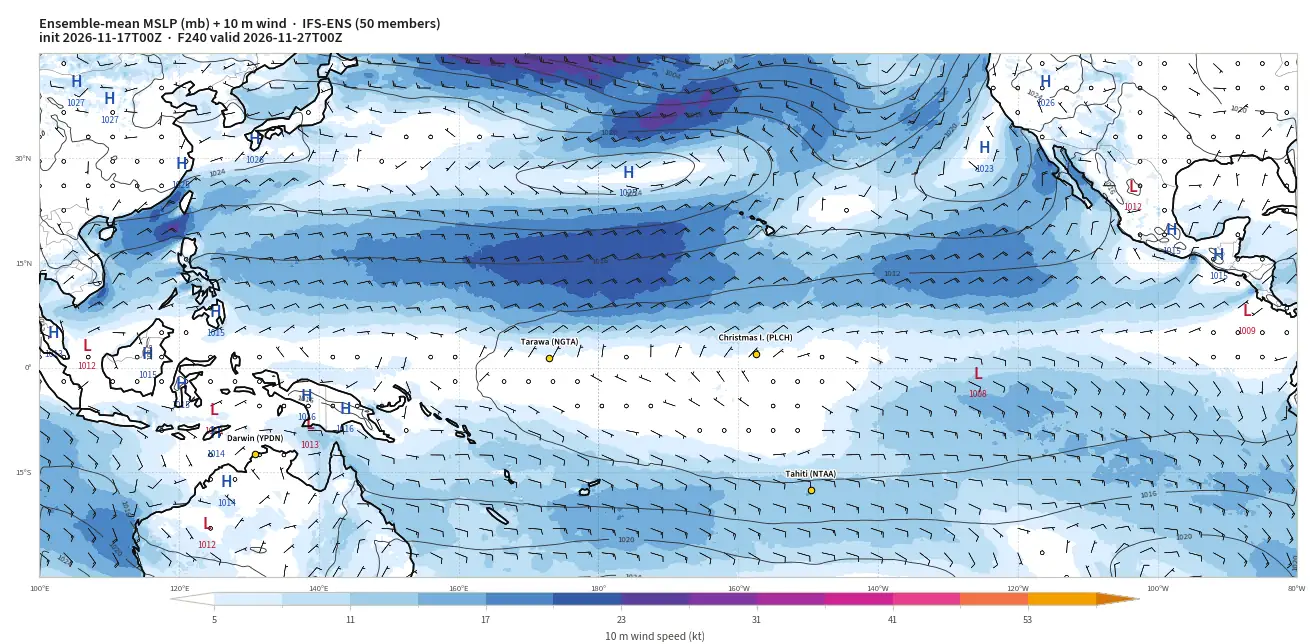 Ensemble-mean MSLP (mb) + 10 m wind · IFS-ENS (50 members)
init 2026-11-17T00Z · F240 valid 2026-11-27T00Z
1000
1004
H
1027
H
1027
H
1026
1024
H
1026
1020
30°N
H
H
1023
1024
H
L
1012
H
H
1015
15°N
1012
H
1015
L
1009
H
L
1012
H
1015
Tarawa (NGTA)
Christmas I. (PLCH)
0°
H
L
1008
H
1016
H
1016
L
L
1013
Darwin (YPDN)
1014
15°S
H
1014
Tahiti (NTAA)
1016
L
1012
1020
1020
100°E
120°E
140°E
160°E
180°
160°W
140°W
120°W
100°W
80°W
5
11
17
23
31
41
53
10 m wind speed (kt)